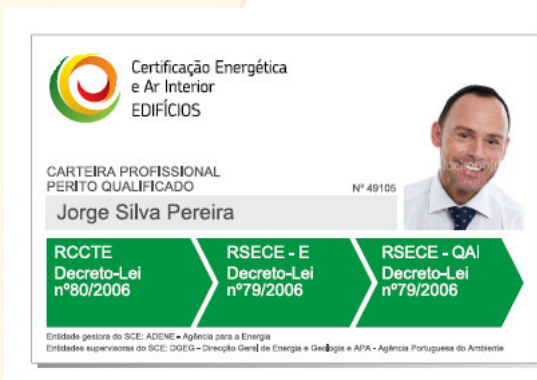 Certificação Energética
e Ar Interior
EDIFÍCIOS
CARTEIRA PROFISSIONAL
PERITO QUALIFICADO
Nº 49105
Jorge Silva Pereira
RCCTE
Decreto-Lei
nº80/2006
RSECE - E
Decreto-Lei
nº79/2006
RSECE - QAI
Decreto-Lei
nº79/2006
Entidade gestora do SCE: ADENE - Agência para a Energia
Entidades supervisoras do SCE: DGEG - Direcção Geral de Energia e Geologia e APA - Agência Portuguesa do Ambiente